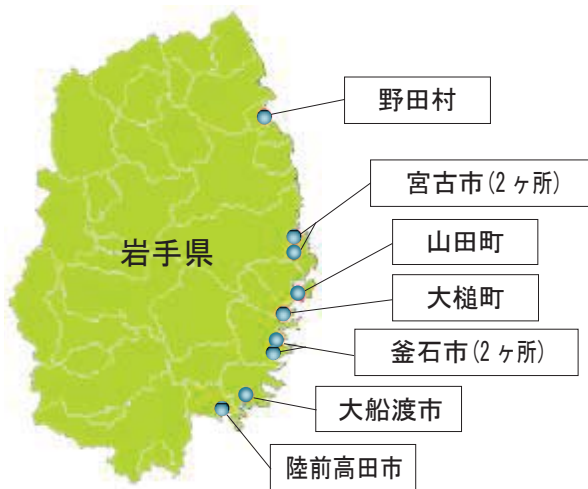 野田村
宮古市(2ヶ所)
岩手県
山田町
大槌町
釜石市(2ヶ所)
大船渡市
陸前高田市